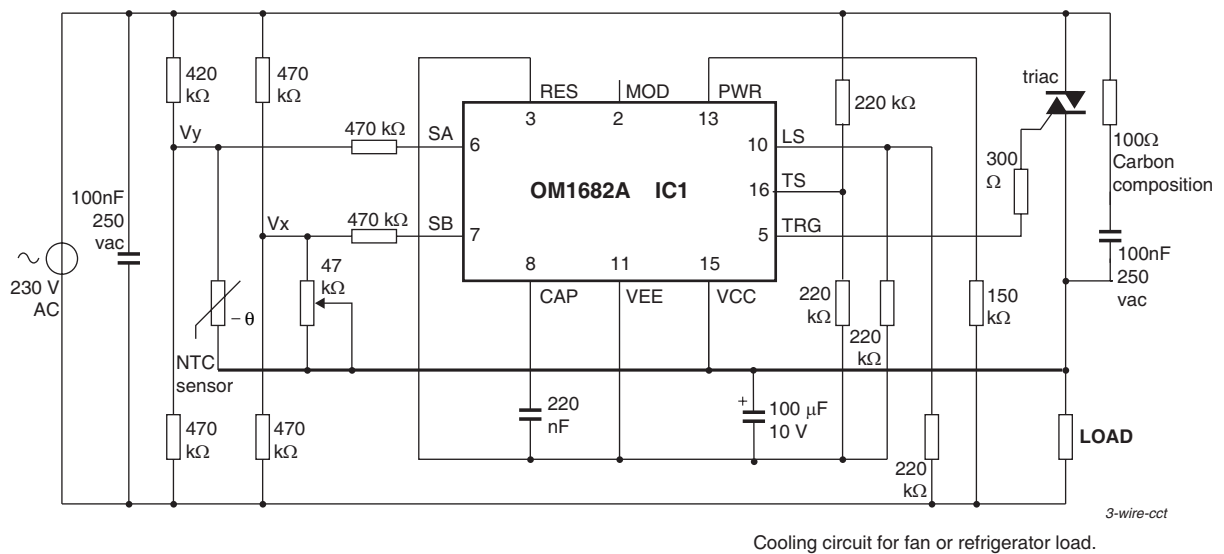 420
kΩ
470
kΩ
Vy
100nF
250
vac
230 V
AC
470 kΩ
SA
Vx
470 kΩ
SB
47
kΩ
– θ
NTC
sensor
470
kΩ
470
kΩ
RES
MOD
PWR
3
2
13
6
10
LS
OM1682A IC1
16
TS
7
5
TRG
8
11
15
CAP
VEE
VCC
220 kΩ
triac
300
Ω
100Ω
Carbon
composition
100nF
250
vac
220
kΩ
220
kΩ
150
kΩ
220
nF
+
100 µF
10 V
220
kΩ
LOAD
3-wire-cct
Cooling circuit for fan or refrigerator load.